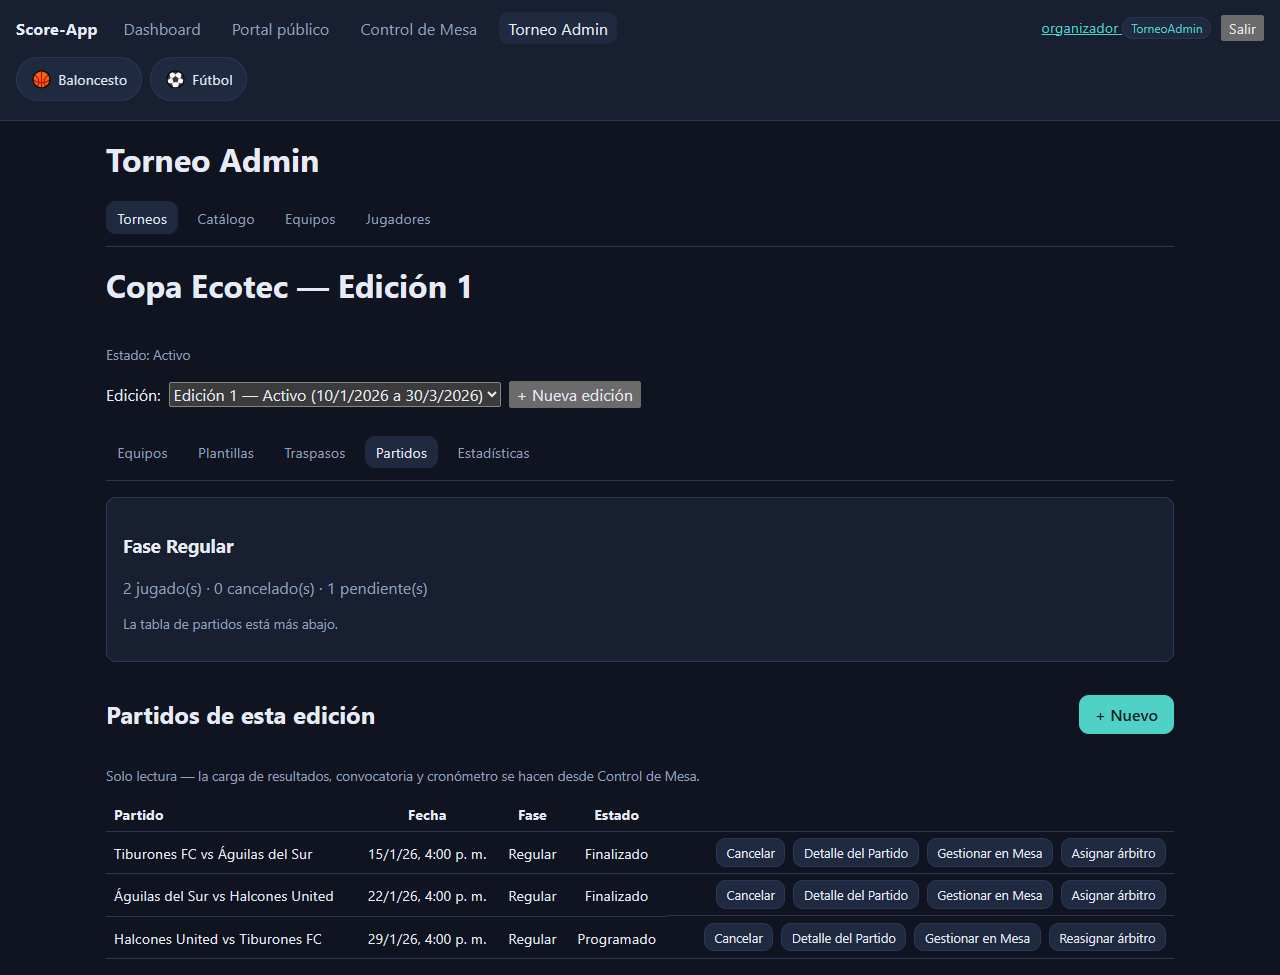 Score-App Dashboard Portal público Control de Mesa Torneo Admin organizador TorneoAdmin Salir
Baloncesto Fútbol
Torneo Admin
Torneos Catálogo Equipos Jugadores
Copa Ecotec — Edición 1
Estado: Activo
Edición: Edición 1 — Activo (10/1/2026 a 30/3/2026) + Nueva edición
Equipos Plantillas Traspasos Partidos Estadísticas
Fase Regular
2 jugado(s) · 0 cancelado(s) · 1 pendiente(s)
La tabla de partidos está más abajo.
Partidos de esta edición + Nuevo
Solo lectura — la carga de resultados, convocatoria y cronómetro se hacen desde Control de Mesa.
Partido Fecha Fase Estado
Tiburones FC vs Águilas del Sur 15/1/26, 4:00 p. m. Regular Finalizado Cancelar Detalle del Partido Gestionar en Mesa Asignar árbitro
Águilas del Sur vs Halcones United 22/1/26, 4:00 p. m. Regular Finalizado Cancelar Detalle del Partido Gestionar en Mesa Asignar árbitro
Halcones United vs Tiburones FC 29/1/26, 4:00 p. m. Regular Programado Cancelar Detalle del Partido Gestionar en Mesa Reasignar árbitro